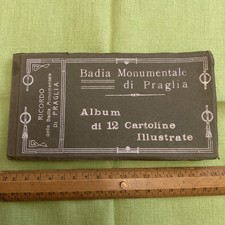 RICORDO
della Badia Monumentale
DI PRAGLIA
Badia Monumentale
di Praglia
Album
di 12 Cartoline
Illustrate